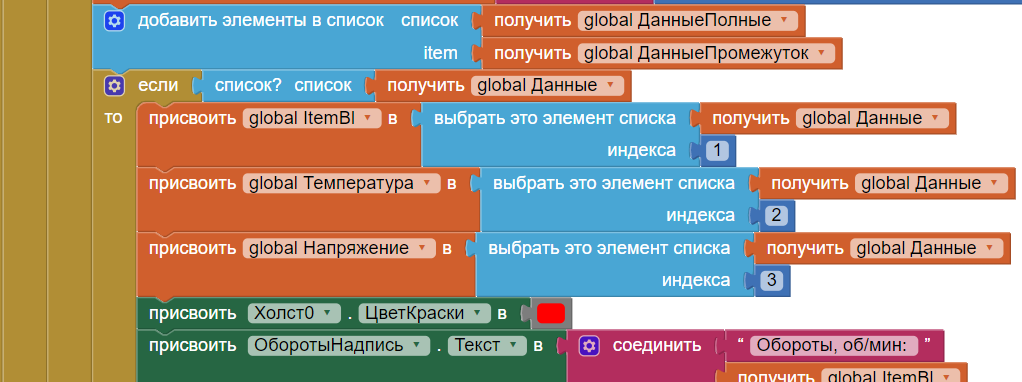 добавить элементы в список список получить global ДанныеПолные
item получить global ДанныеПромежуток
если список? список получить global Данные
то присвоить global ItemBl в выбрать это элемент списка получить global Данные
индекса 1
присвоить global Температура в выбрать это элемент списка получить global Данные
индекса 2
присвоить global Напряжение в выбрать это элемент списка получить global Данные
индекса 3
присвоить Холст0 . ЦветКраски в
присвоить ОборотыНадпись . Текст в соединить “ Обороты, об/мин: ”
получить global ItemBl